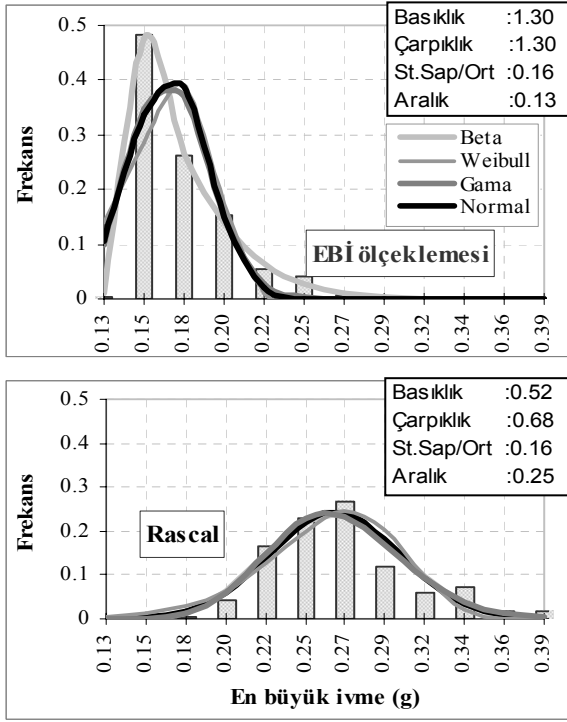 Basıklık :1.30
Çarpıklık :1.30
St.Sap/Ort :0.16
Aralık :0.13
Frekans
0.5
0.4
0.3
0.2
0.1
0
Beta
Weibull
Gama
Normal
EBİ ölçeklemesi
0.13 0.15 0.18 0.20 0.22 0.25 0.27 0.29 0.32 0.34 0.36 0.39
Basıklık :0.52
Çarpıklık :0.68
St.Sap/Ort :0.16
Aralık :0.25
Frekans
0.5
0.4
0.3
0.2
0.1
0
Rascal
0.13 0.15 0.18 0.20 0.22 0.25 0.27 0.29 0.32 0.34 0.36 0.39
En büyük ivme (g)